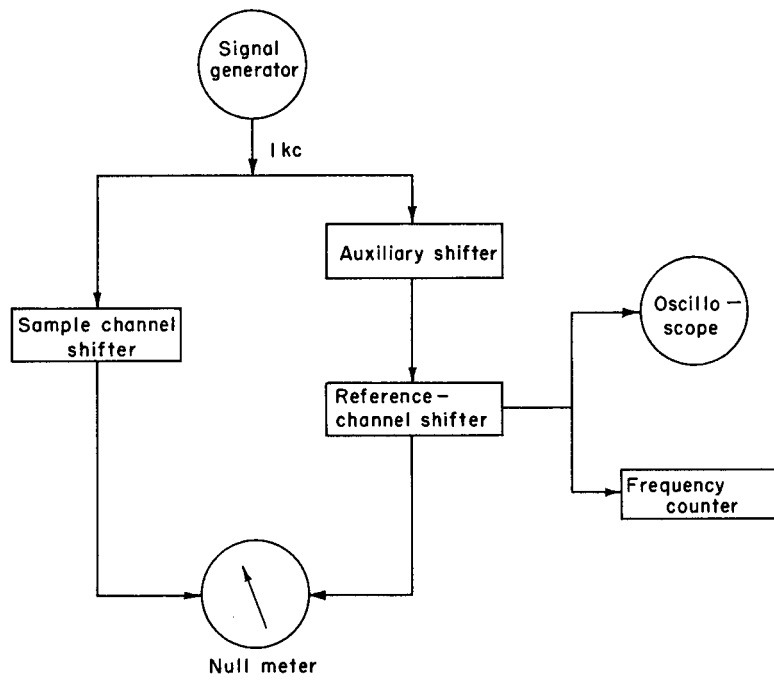 Signal
generator
1 kc
Auxiliary shifter
Sample channel
shifter
Oscillo-
scope
Reference-
channel shifter
Frequency
counter
Null meter